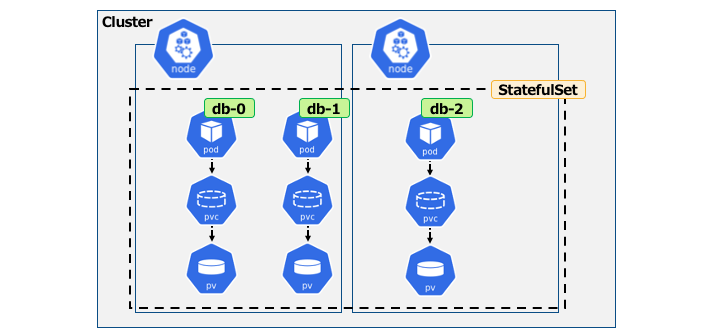 Cluster
node
node
StatefulSet
db-0
db-1
db-2
pod
pod
pod
pvc
pvc
pvc
pv
pv
pv